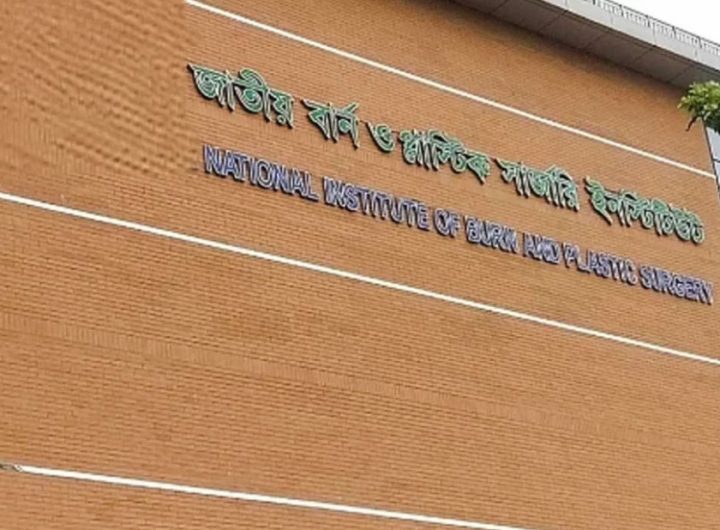 জাতীয় বার্ন ও প্লাস্টিক সার্জারি ইনস্টিটিউট
NATIONAL INSTITUTE OF BURN AND PLASTIC SURGERY